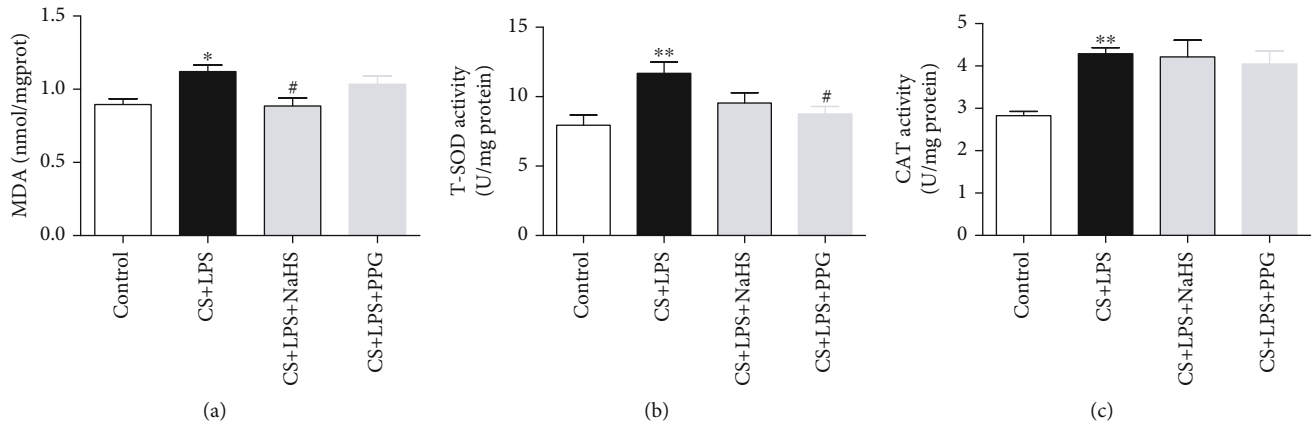 MDA (nmol/mgprot)
1.5
1.0
0.5
0.0
*
#
Control
CS+LPS
CS+LPS+NaHS
CS+LPS+PPG
(a)
T-SOD activity
(U/mg protein)
15
10
5
0
**
#
Control
CS+LPS
CS+LPS+NaHS
CS+LPS+PPG
(b)
CAT activity
(U/mg protein)
5
4
3
2
1
0
**
Control
CS+LPS
CS+LPS+NaHS
CS+LPS+PPG
(c)